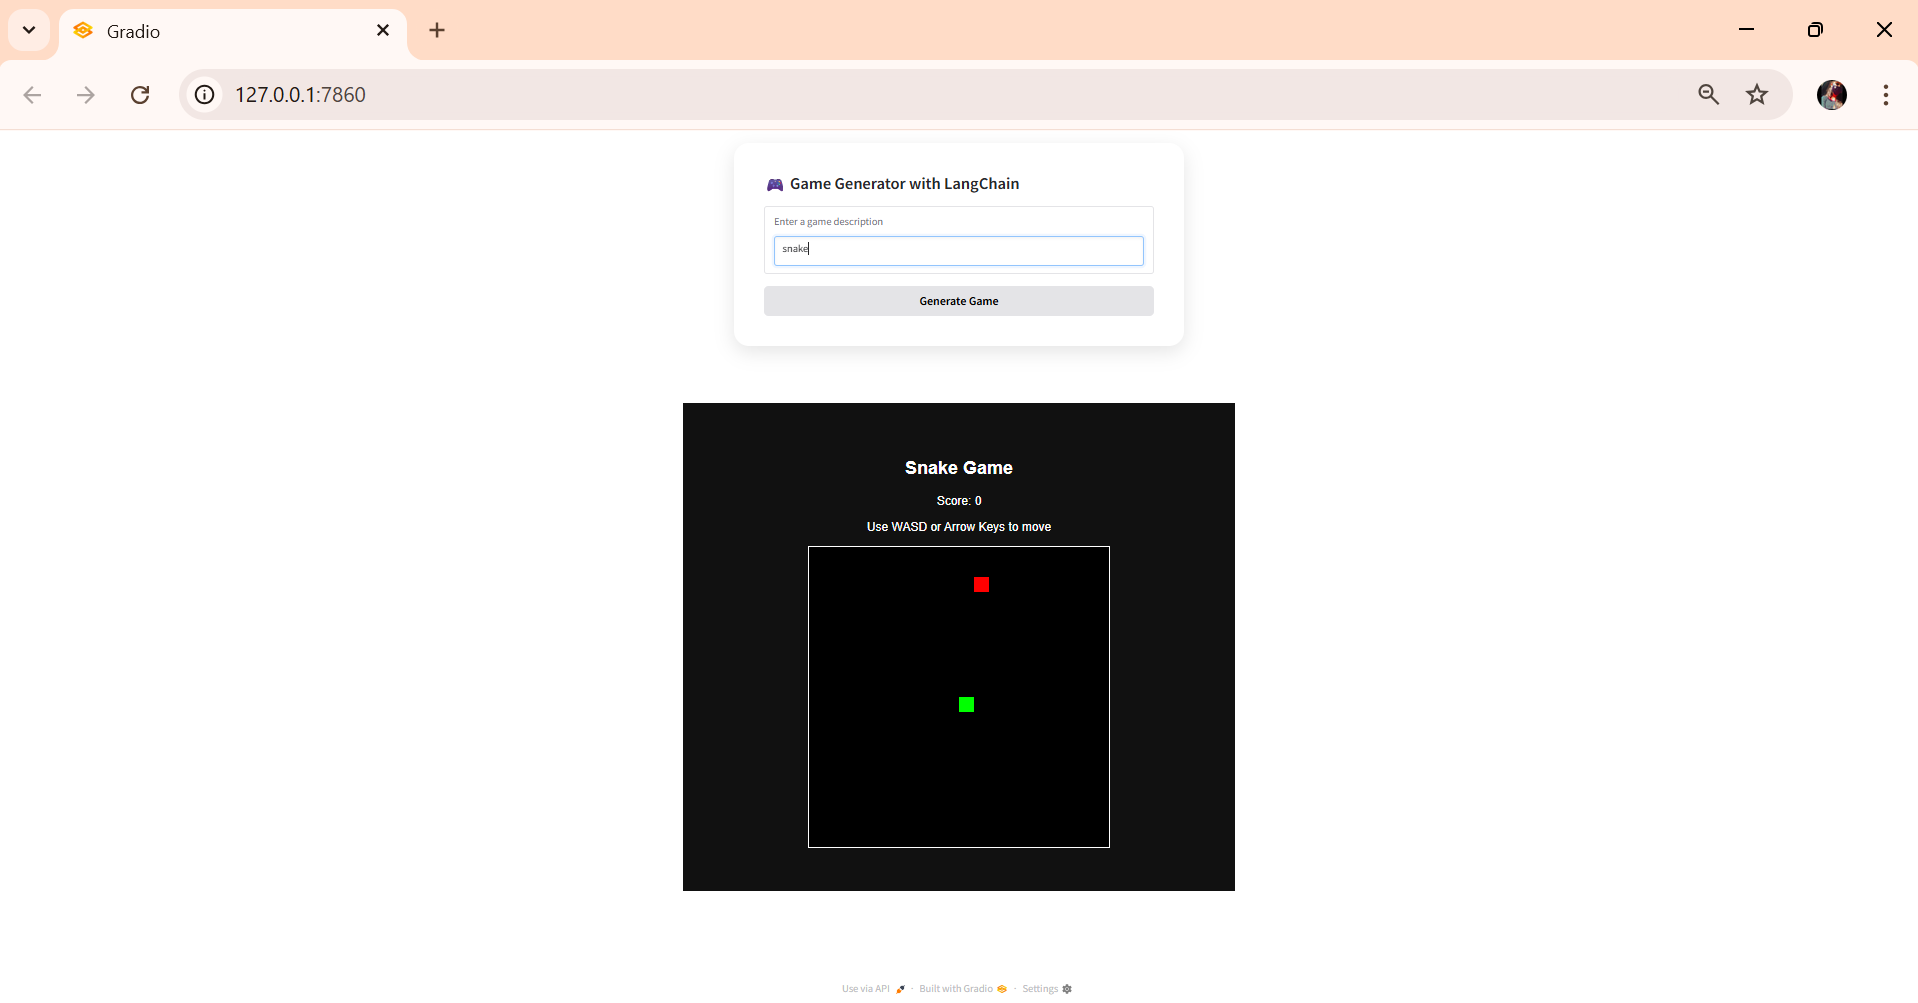 Gradio
127.0.0.1:7860
Game Generator with LangChain
Enter a game description
snake
Generate Game
Snake Game
Score: 0
Use WASD or Arrow Keys to move
Use via API · Built with Gradio · Settings